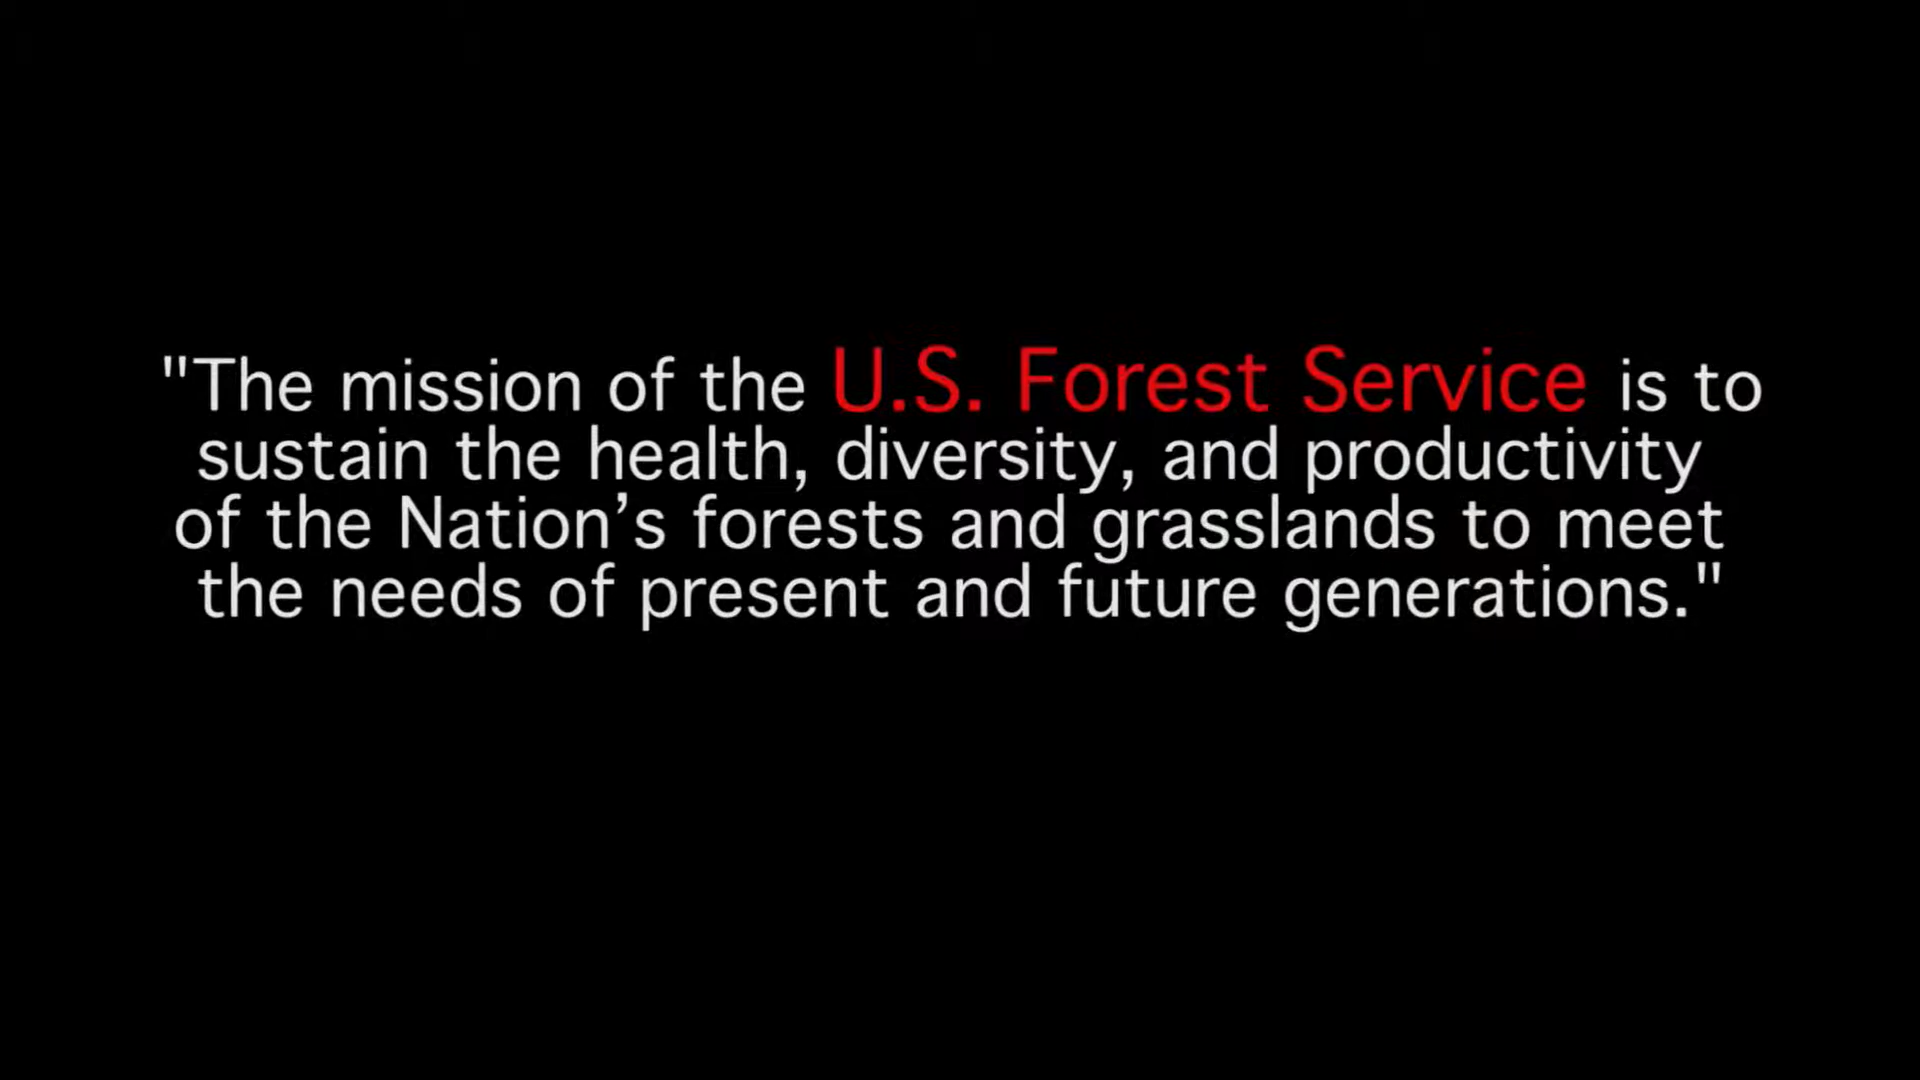 "The mission of the U.S. Forest Service is to
sustain the health, diversity, and productivity
of the Nation’s forests and grasslands to meet
the needs of present and future generations."